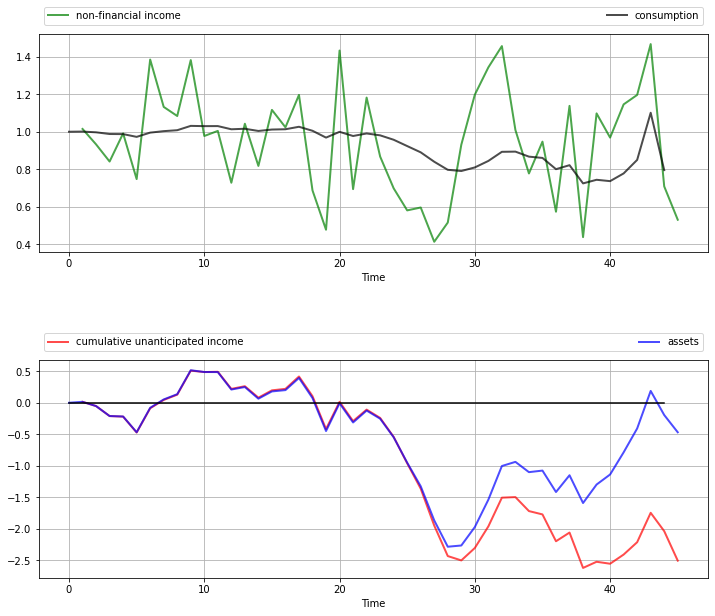 non-financial income consumption
1.4
1.2
1.0
0.8
0.6
0.4
0 10 20 30 40
Time
cumulative unanticipated income assets
0.5
0.0
−0.5
−1.0
−1.5
−2.0
−2.5
0 10 20 30 40
Time